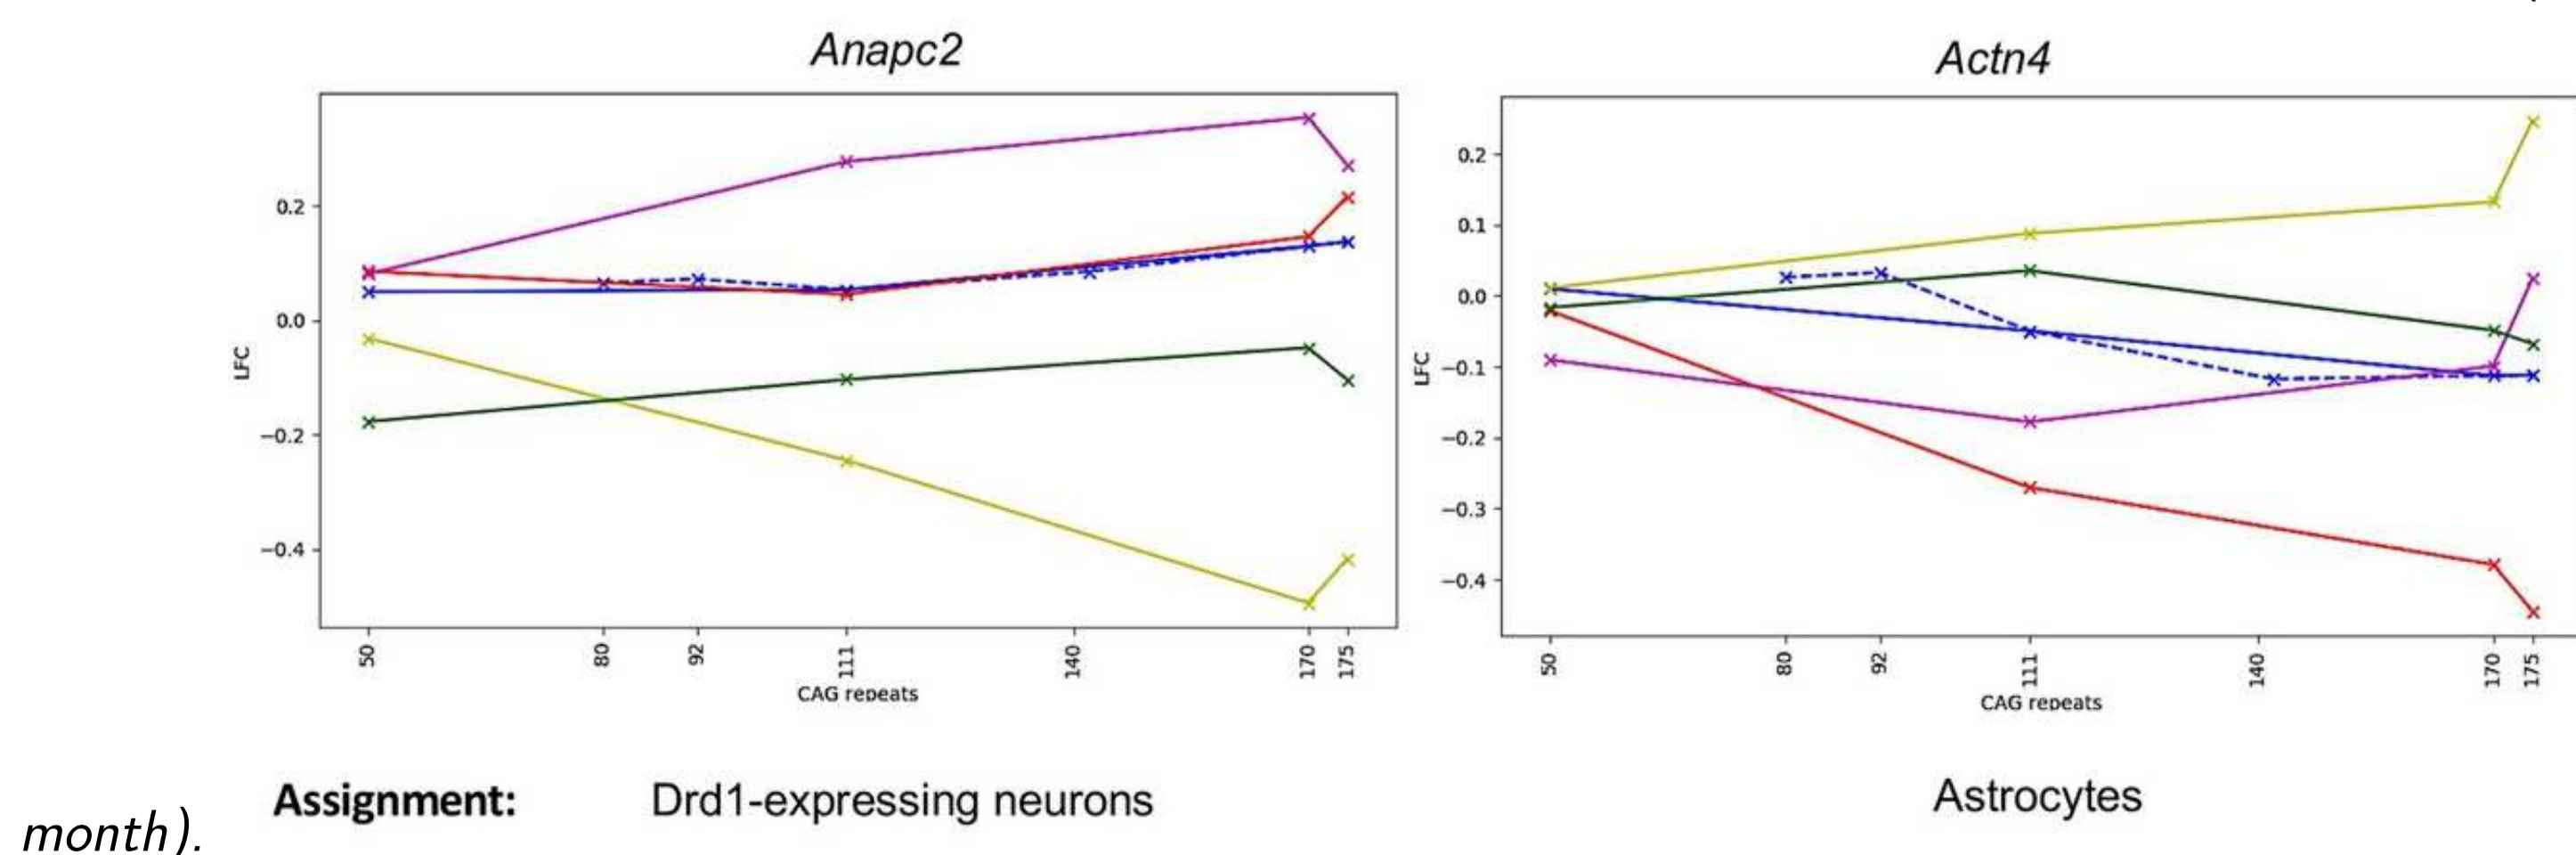 Anapc2
Actn4
0.2
0.0
−0.2
−0.4
LFC
50 80 92 111 140 170 175
CAG repeats
0.2
0.1
0.0
−0.1
−0.2
−0.3
−0.4
LFC
50 80 92 111 140 170 175
CAG repeats
Assignment: Drd1-expressing neurons
Astrocytes
month).